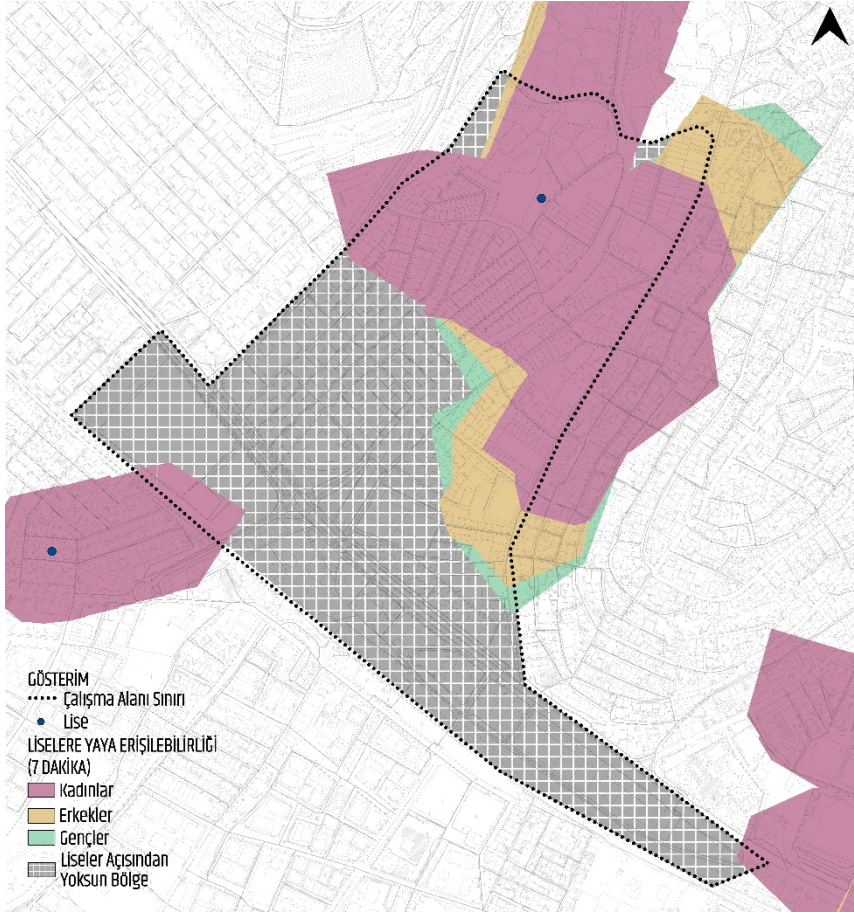 GÖSTERİM
Çalışma Alanı Sınırı
Lise
LİSELERE YAYA ERİŞİLEBİLİRLİĞİ
(7 DAKİKA)
Kadınlar
Erkekler
Gençler
Liseler Açısından
Yoksun Bölge